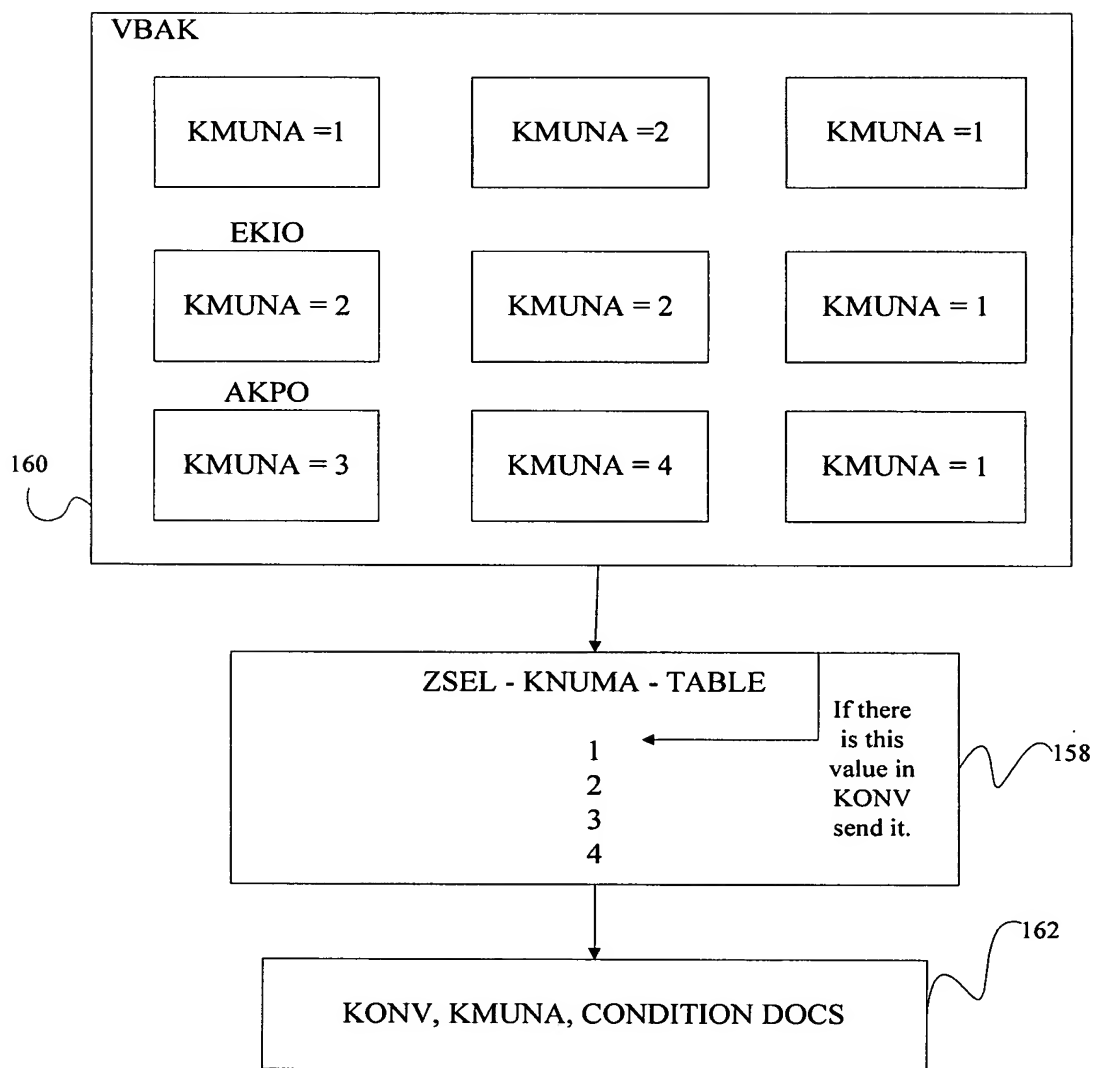 VBAK
KMUNA =1
KMUNA =2
KMUNA =1
EKIO
KMUNA = 2
KMUNA = 2
KMUNA = 1
AKPO
KMUNA = 3
KMUNA = 4
KMUNA = 1
160
ZSEL - KNUMA - TABLE
1
2
3
4
If there
is this
value in
KONV
send it.
158
162
KONV, KMUNA, CONDITION DOCS